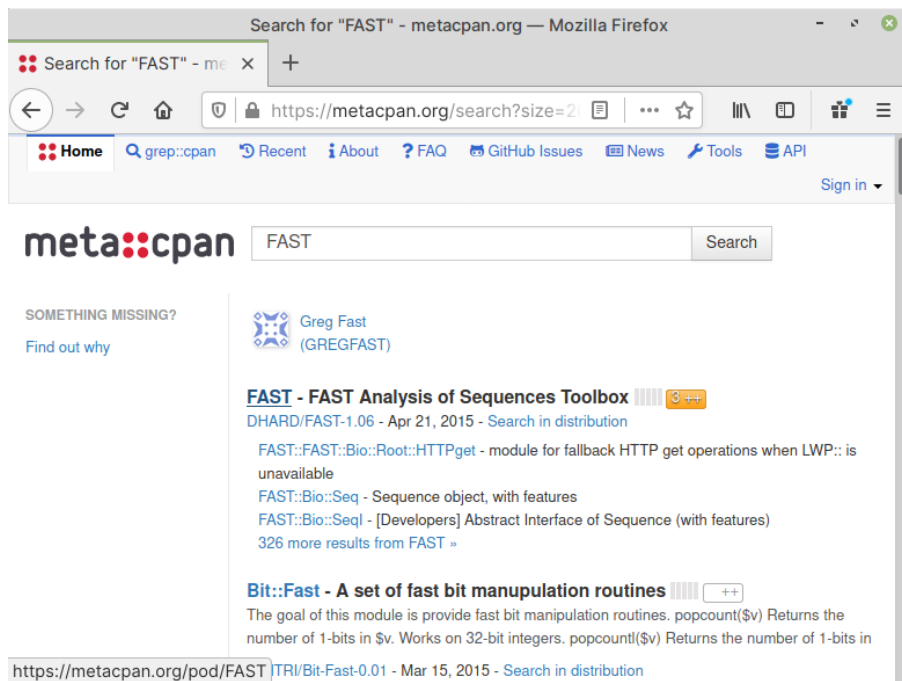 Search for "FAST" - metacpan.org — Mozilla Firefox
Search for "FAST" - me
https://metacpan.org/search?size=2
Home grep::cpan Recent About FAQ GitHub Issues News Tools API
Sign in
meta::cpan FAST Search
SOMETHING MISSING?
Find out why
Greg Fast
(GREGFAST)
FAST - FAST Analysis of Sequences Toolbox 3 ++
DHARD/FAST-1.06 - Apr 21, 2015 - Search in distribution
FAST::FAST::Bio::Root::HTTPget - module for fallback HTTP get operations when LWP:: is
unavailable
FAST::Bio::Seq - Sequence object, with features
FAST::Bio::SeqI - [Developers] Abstract Interface of Sequence (with features)
326 more results from FAST »
Bit::Fast - A set of fast bit manupulation routines ++
The goal of this module is provide fast bit manipulation routines. popcount($v) Returns the
number of 1-bits in $v. Works on 32-bit integers. popcountl($v) Returns the number of 1-bits in
https://metacpan.org/pod/FAST TRI/Bit-Fast-0.01 - Mar 15, 2015 - Search in distribution